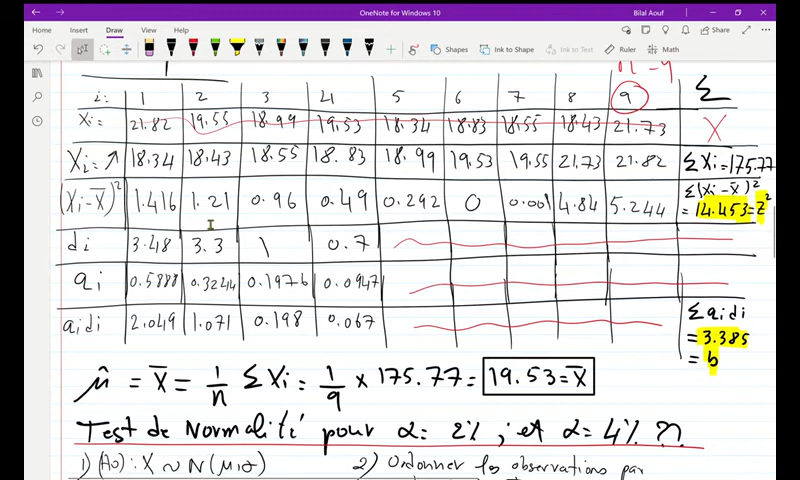 OneNote for Windows 10
Bilal Aouf
Home Insert Draw View Help
Share
Shapes Ink to Shape Ink to Text Ruler Math
n = 9
i: 1 2 3 4 5 6 7 8 9 Σ
xi: 21.82 19.55 18.99 19.53 18.34 18.83 18.55 18.43 21.73 X
Xi=↗ 18.34 18.43 18.55 18.83 18.99 19.53 19.55 21.73 21.82 ΣXi=175.77
(Xi-X̄)² 1.416 1.21 0.96 0.49 0.292 0 0.001 4.84 5.244 Σ(Xi-X̄)² = 14.453=Z²
di 3.48 3.3 1 0.7
ai 0.5888 0.3244 0.1976 0.0947
aidi 2.049 1.071 0.198 0.067 Σaidi = 3.385 = b
μ̂ = X̄ = 1/n ΣXi = 1/9 × 175.77 = 19.53=X̄
Test de Normalité pour α= 2% ; et α= 4% ??
1) (H0): X ~ N(μ,σ) 2) Ordonner les observations par